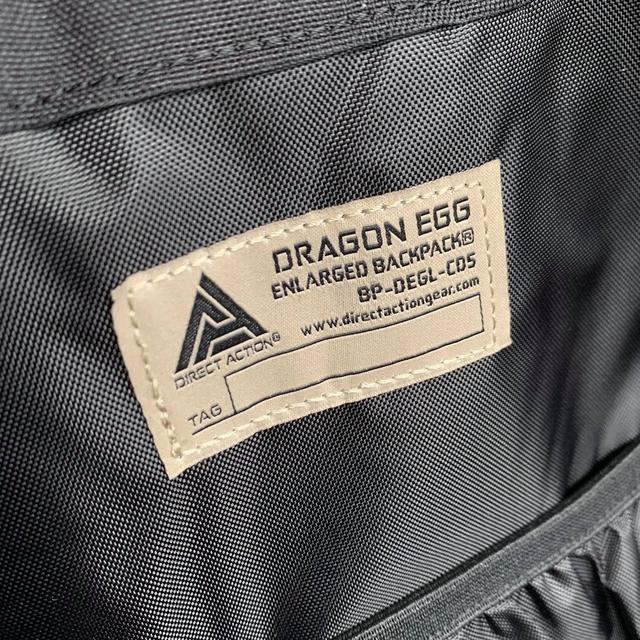 DRAGON EGG
ENLARGED BACKPACK®
BP-DEGL-CD5
www.directactiongear.com
DIRECT ACTION®
TAG